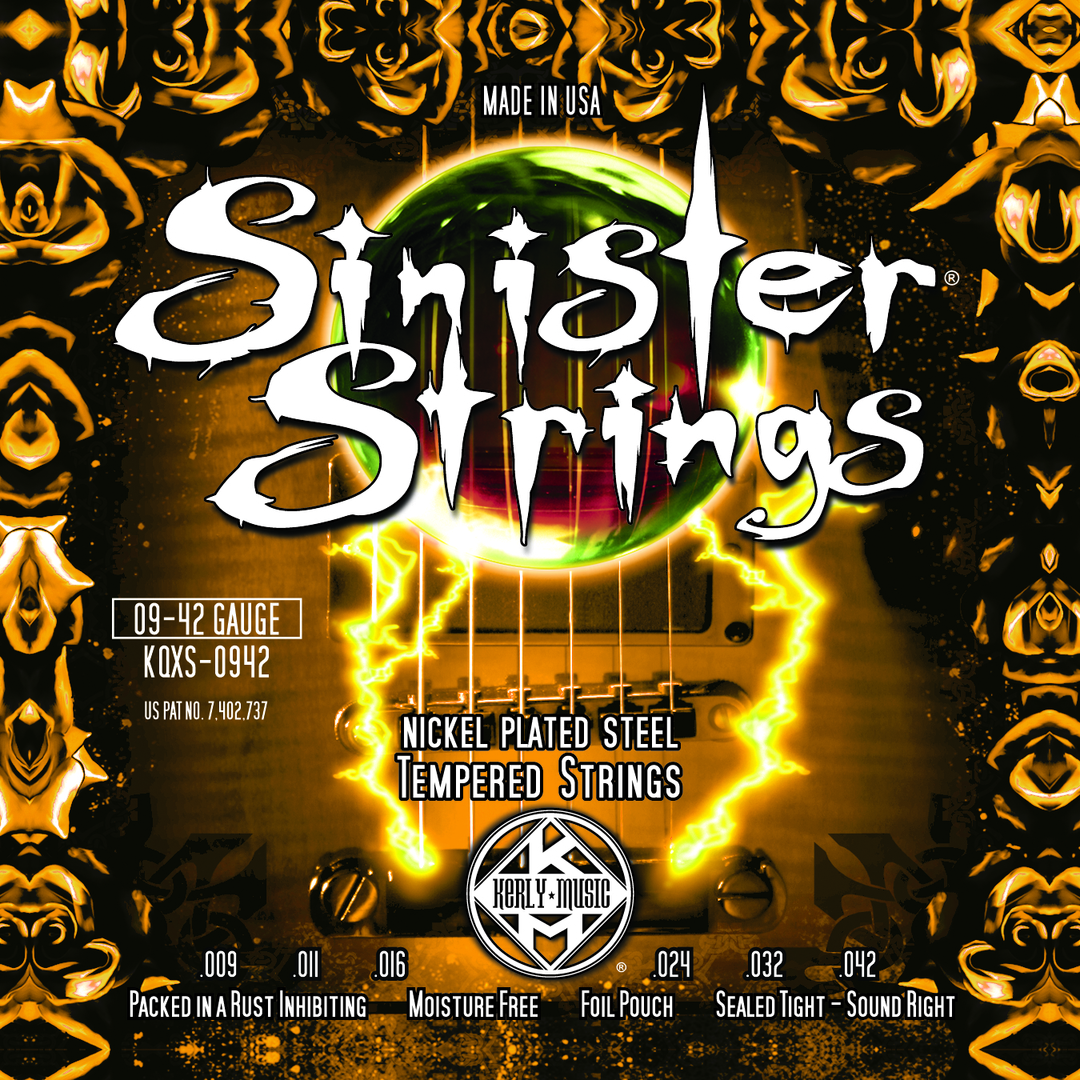 MADE IN USA
Sinister ®
Strings
09-42 GAUGE
KQXS-0942
US PAT NO. 7,402,737
NICKEL PLATED STEEL
TEMPERED STRINGS
K
KERLY★MUSIC
M
®
.009 .011 .016 .024 .032 .042
PACKED IN A RUST INHIBITING MOISTURE FREE FOIL POUCH SEALED TIGHT - SOUND RIGHT